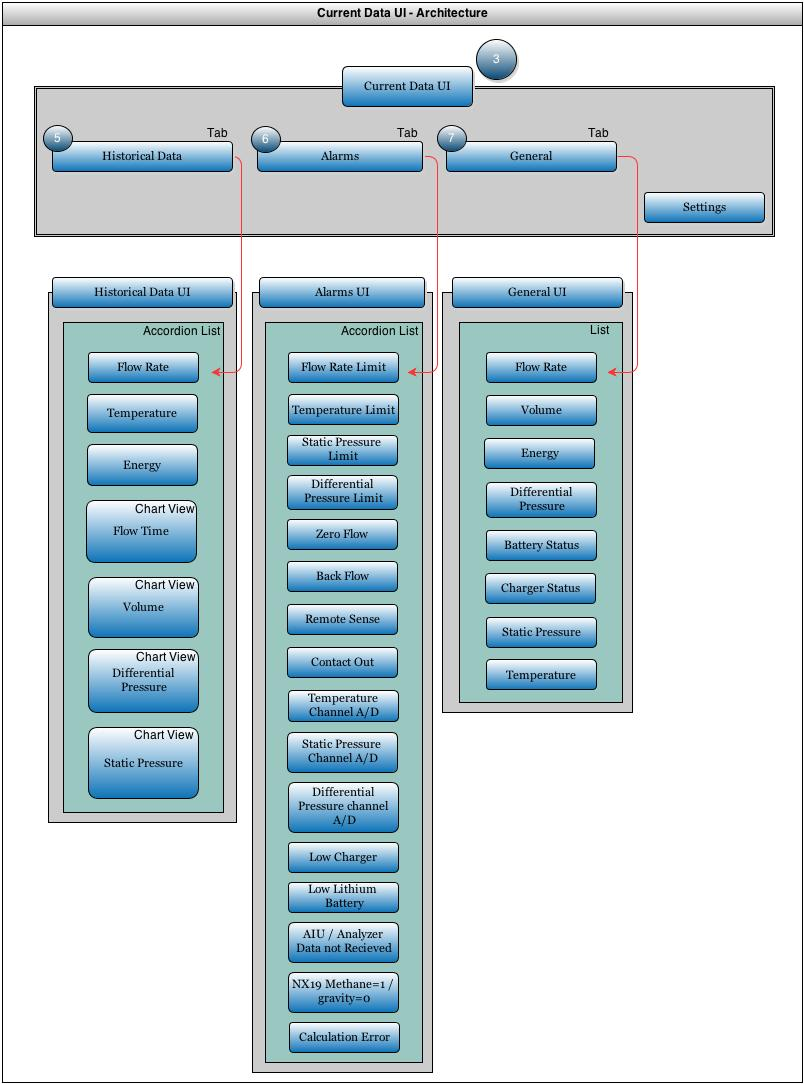 Current Data UI - Architecture
3
Current Data UI
5
Tab
Historical Data
6
Tab
Alarms
7
Tab
General
Settings
Historical Data UI
Accordion List
Flow Rate
Temperature
Energy
Chart View
Flow Time
Chart View
Volume
Chart View
Differential
Pressure
Chart View
Static Pressure
Alarms UI
Accordion List
Flow Rate Limit
Temperature Limit
Static Pressure
Limit
Differential
Pressure Limit
Zero Flow
Back Flow
Remote Sense
Contact Out
Temperature
Channel A/D
Static Pressure
Channel A/D
Differential
Pressure channel
A/D
Low Charger
Low Lithium
Battery
AIU / Analyzer
Data not Recieved
NX19 Methane=1 /
gravity=0
Calculation Error
General UI
List
Flow Rate
Volume
Energy
Differential
Pressure
Battery Status
Charger Status
Static Pressure
Temperature